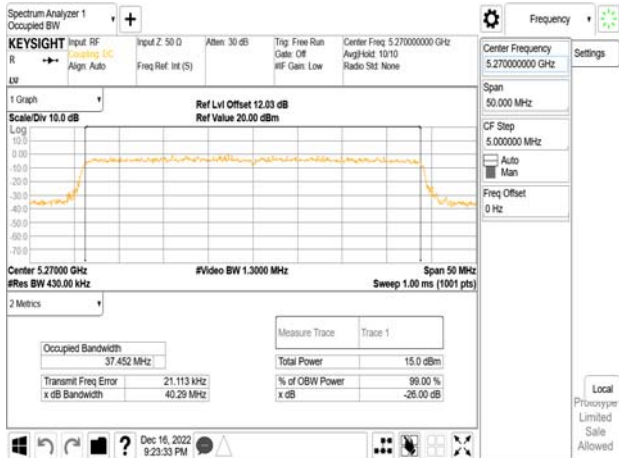 Spectrum Analyzer 1
Occupied BW
+
Frequency
KEYSIGHT
R
LXI
Input: RF
Coupling: DC
Align: Auto
Input Z: 50 Ω
Freq Ref: Int (S)
Atten: 30 dB
Trig: Free Run
Gate: Off
#IF Gain: Low
Center Freq: 5.270000000 GHz
Avg|Hold: 10/10
Radio Std: None
Center Frequency
5.270000000 GHz
Settings
Span
50.000 MHz
CF Step
5.000000 MHz
Auto
Man
Freq Offset
0 Hz
1 Graph
Scale/Div 10.0 dB
Ref Lvl Offset 12.03 dB
Ref Value 20.00 dBm
Log
10.0
0.00
-10.0
-20.0
-30.0
-40.0
-50.0
-60.0
-70.0
Center 5.27000 GHz
#Res BW 430.00 kHz
#Video BW 1.3000 MHz
Span 50 MHz
Sweep 1.00 ms (1001 pts)
2 Metrics
Measure Trace
Trace 1
Occupied Bandwidth
37.452 MHz
Total Power
15.0 dBm
Transmit Freq Error
21.113 kHz
% of OBW Power
99.00 %
x dB Bandwidth
40.29 MHz
x dB
-26.00 dB
Local
Prototype
Limited
Sale
Allowed
?
Dec 16, 2022
9:23:33 PM